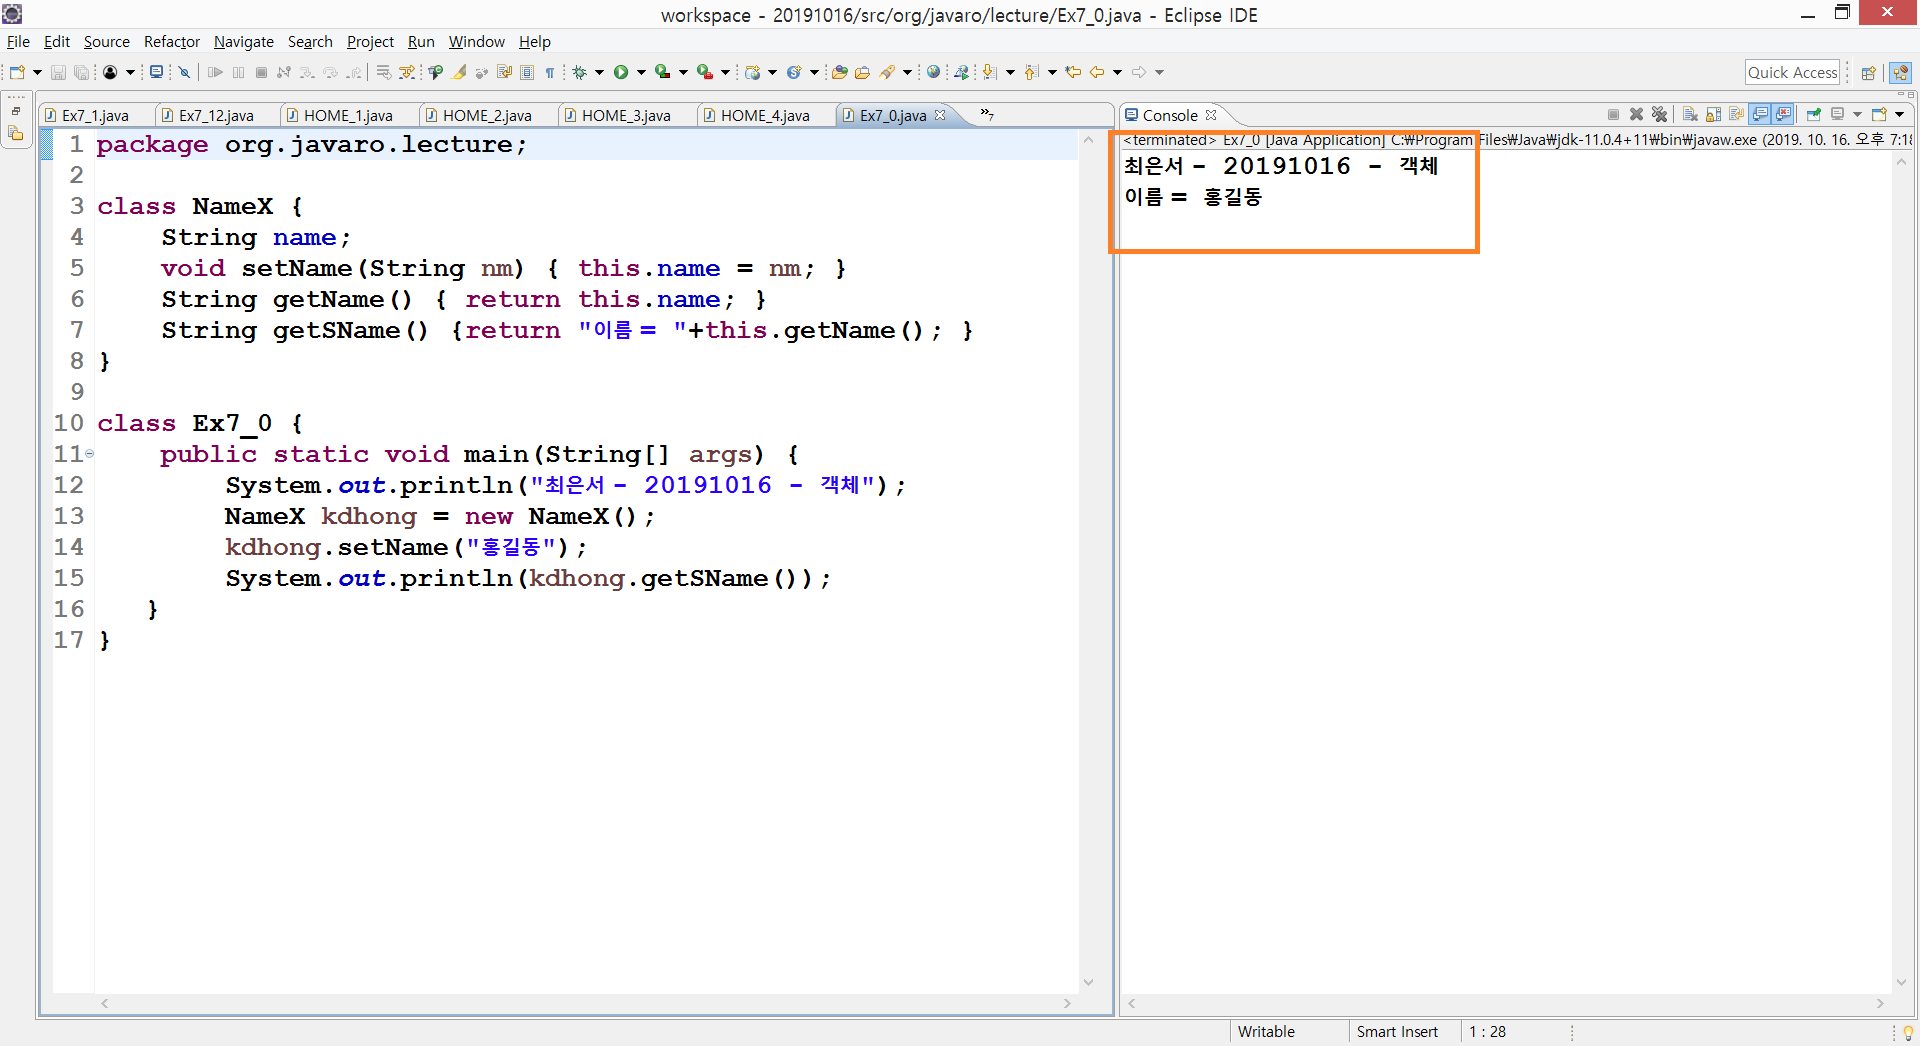 workspace - 20191016/src/org/javaro/lecture/Ex7_0.java - Eclipse IDE
File Edit Source Refactor Navigate Search Project Run Window Help
Quick Access
Ex7_1.java Ex7_12.java HOME_1.java HOME_2.java HOME_3.java HOME_4.java Ex7_0.java »7
1 package org.javaro.lecture;
2
3 class NameX {
4 String name;
5 void setName(String nm) { this.name = nm; }
6 String getName() { return this.name; }
7 String getSName() {return "이름 = "+this.getName(); }
8 }
9
10 class Ex7_0 {
11 public static void main(String[] args) {
12 System.out.println("최은서 - 20191016 - 객체");
13 NameX kdhong = new NameX();
14 kdhong.setName("홍길동");
15 System.out.println(kdhong.getSName());
16 }
17 }
Console
<terminated> Ex7_0 [Java Application] C:₩Program Files₩Java₩jdk-11.0.4+11₩bin₩javaw.exe (2019. 10. 16. 오후 7:18
최은서 - 20191016 - 객체
이름 = 홍길동
Writable Smart Insert 1 : 28